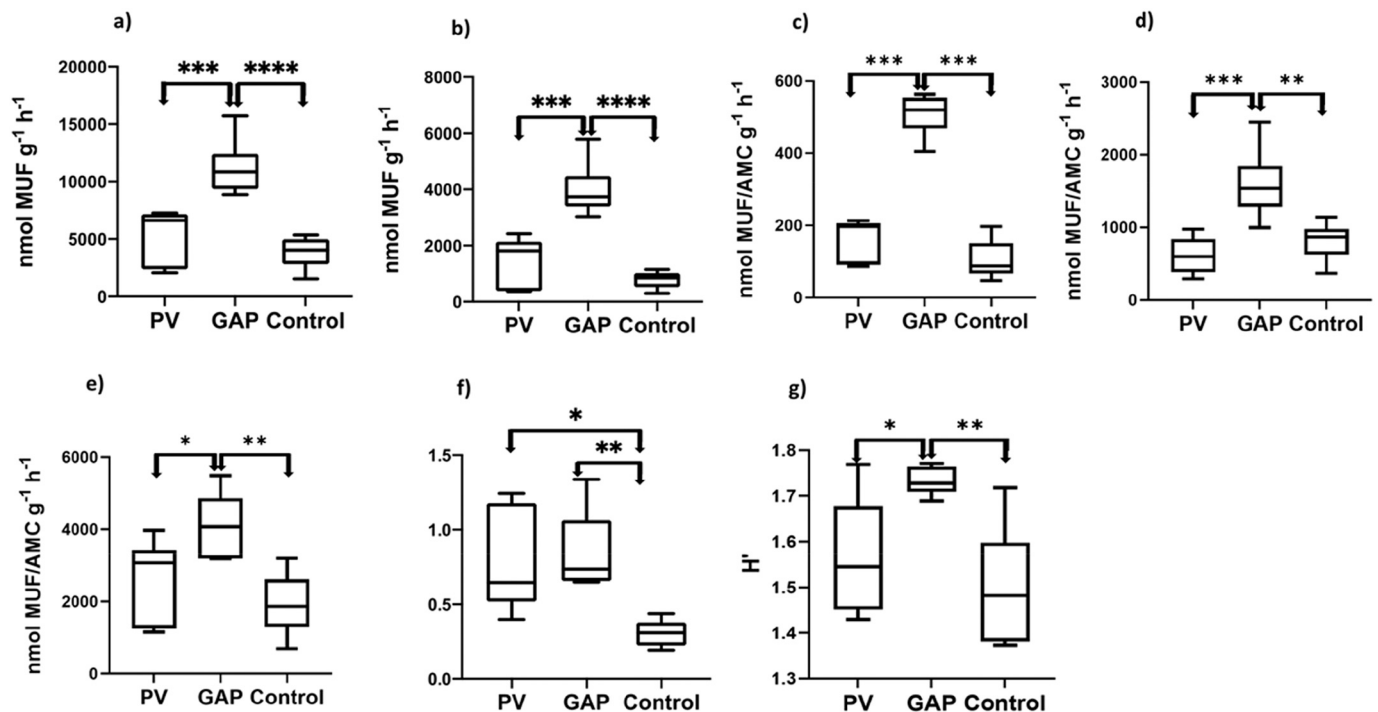 a)
*** ****
nmol MUF g-1 h-1
20000
15000
10000
5000
0
PV GAP Control
b)
*** ****
nmol MUF g-1 h-1
8000
6000
4000
2000
0
PV GAP Control
c)
*** ***
nmol MUF/AMC g-1 h-1
600
400
200
0
PV GAP Control
d)
*** **
nmol MUF/AMC g-1 h-1
3000
2000
1000
0
PV GAP Control
e)
* **
nmol MUF/AMC g-1 h-1
6000
4000
2000
0
PV GAP Control
f)
*
**
1.5
1.0
0.5
0.0
PV GAP Control
g)
* **
H'
1.8
1.7
1.6
1.5
1.4
1.3
PV GAP Control